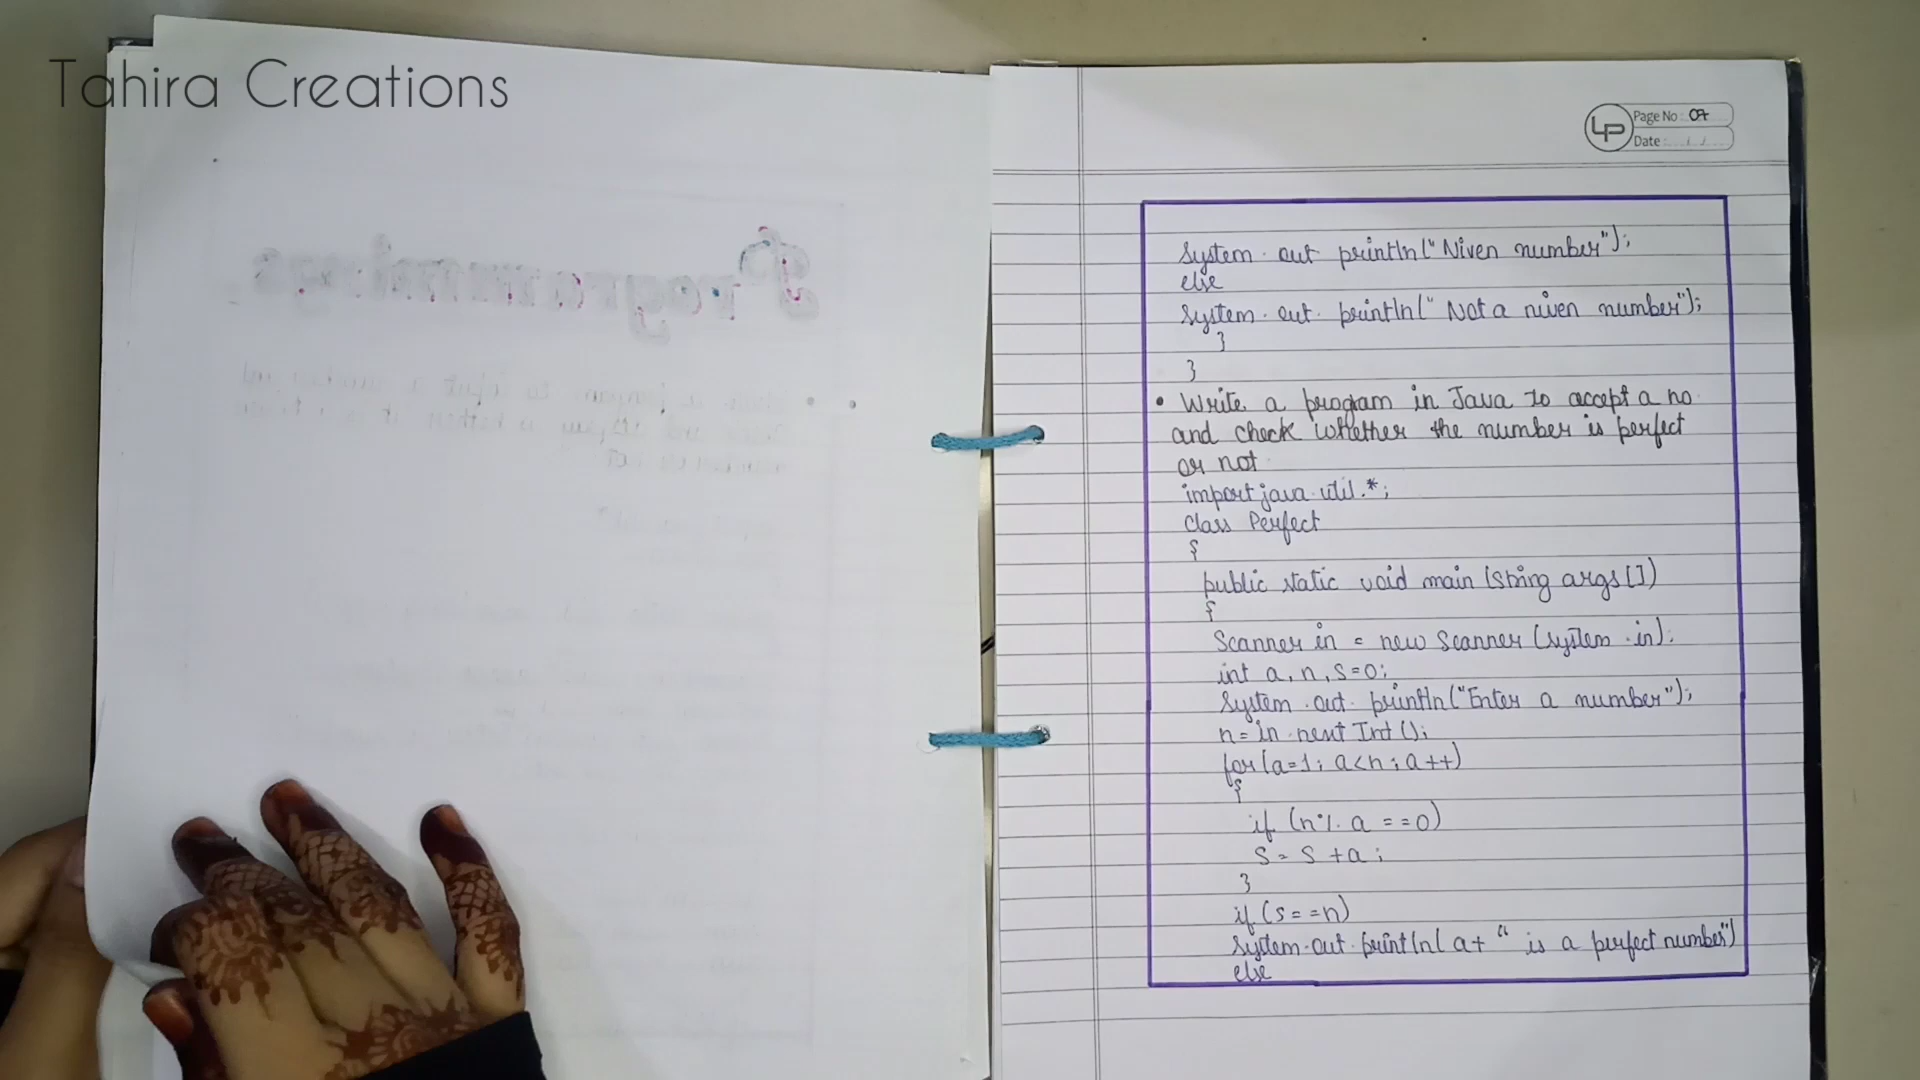 Tahira Creations
LP
Page No: 07
Date:
System. out println("Niven number");
else
System. out. println(" Not a niven number");
}
}
• Write a program in Java to accept a no.
and check whether the number is perfect
or not
import java.util.*;
class Perfect
{
public static void main (String args[])
{
Scanner in = new Scanner (system.in);
int a, n, s=0;
System. out. println("Enter a number");
n= in. next Int ();
for(a=1; a<n; a++)
{
if (n% a ==0)
s= s +a;
}
if (s==n)
System.out.println( a+ " is a perfect number")
else
Programmings